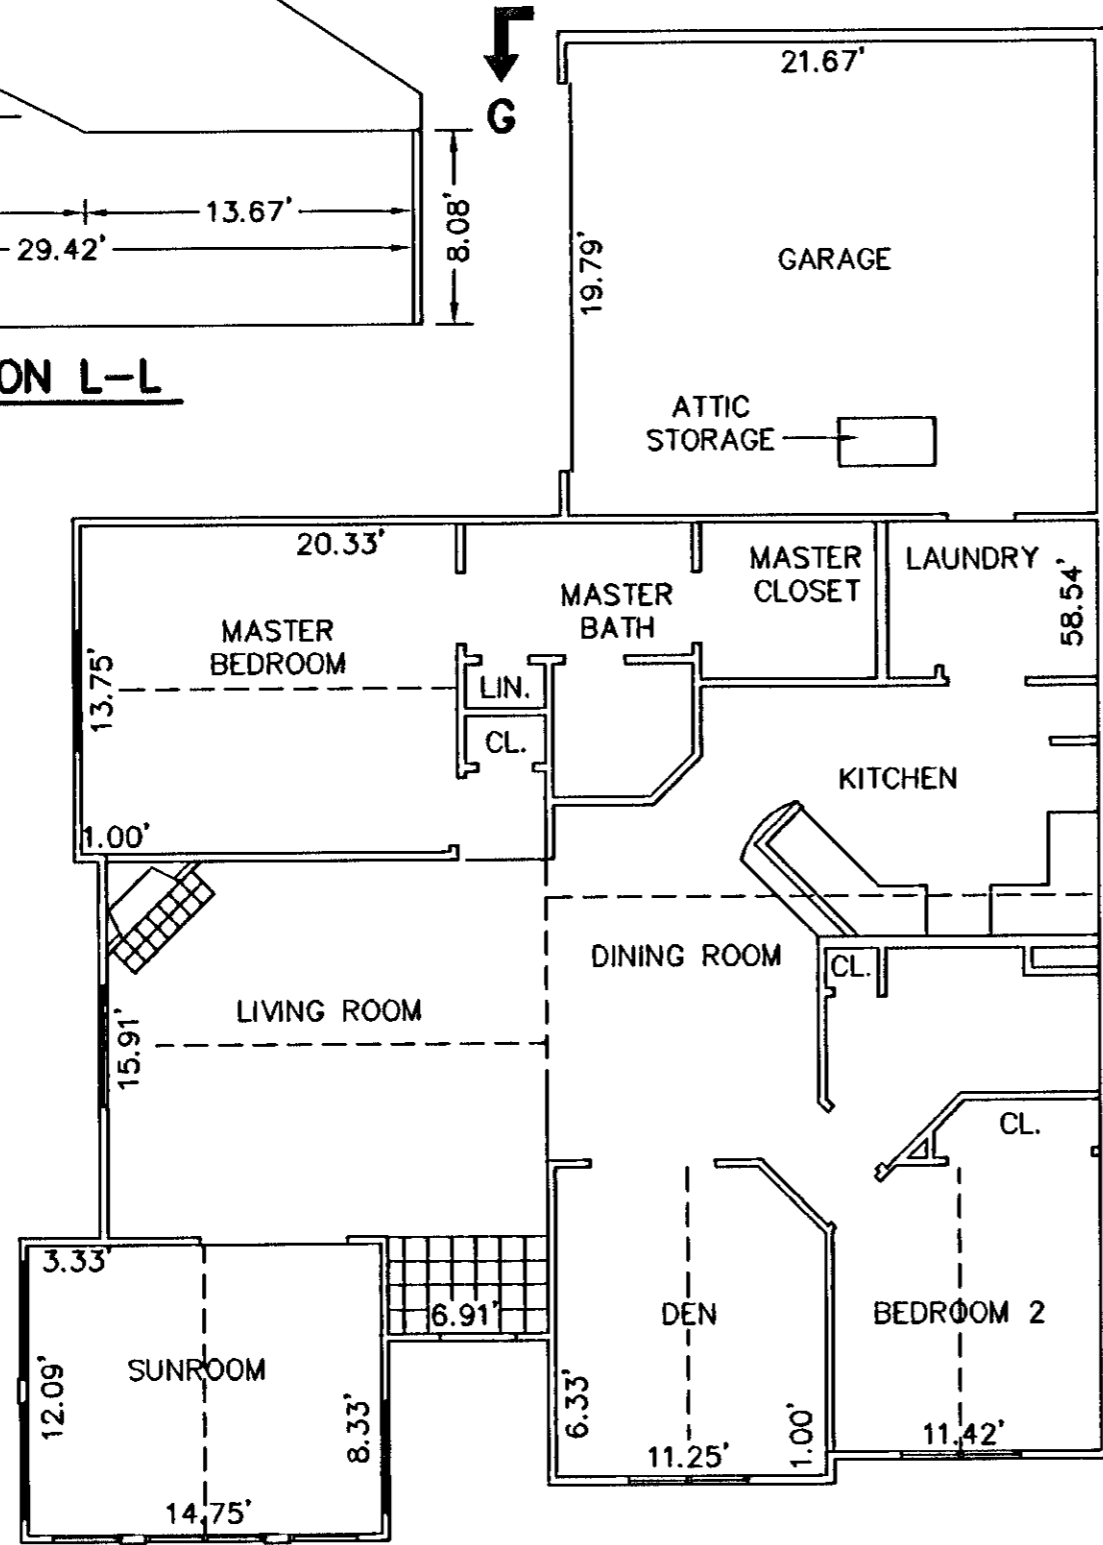 G
13.67'
29.42'
8.08'
ON L-L
21.67'
19.79'
GARAGE
ATTIC
STORAGE
20.33'
MASTER
BEDROOM
13.75'
1.00'
MASTER
BATH
LIN.
CL.
MASTER
CLOSET
LAUNDRY
58.54'
KITCHEN
DINING ROOM
CL.
LIVING ROOM
15.91'
CL.
3.33'
6.91'
SUNROOM
12.09'
8.33'
14.75'
DEN
6.33'
11.25'
1.00'
BEDROOM 2
11.42'